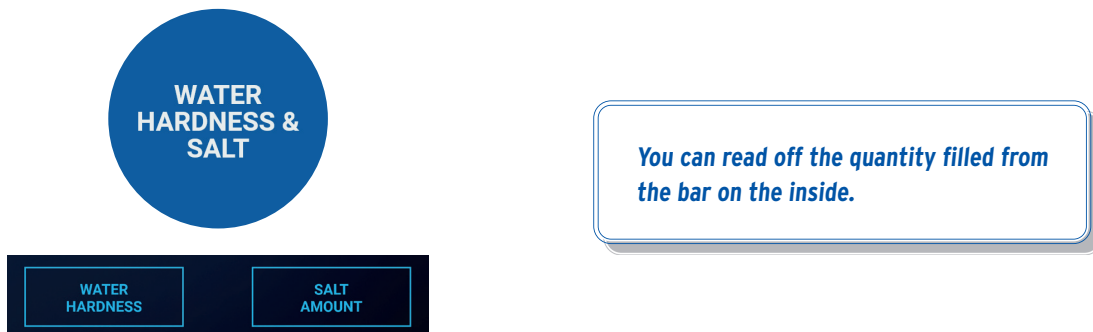 WATER
HARDNESS &
SALT
You can read off the quantity filled from
the bar on the inside.
WATER
HARDNESS
SALT
AMOUNT